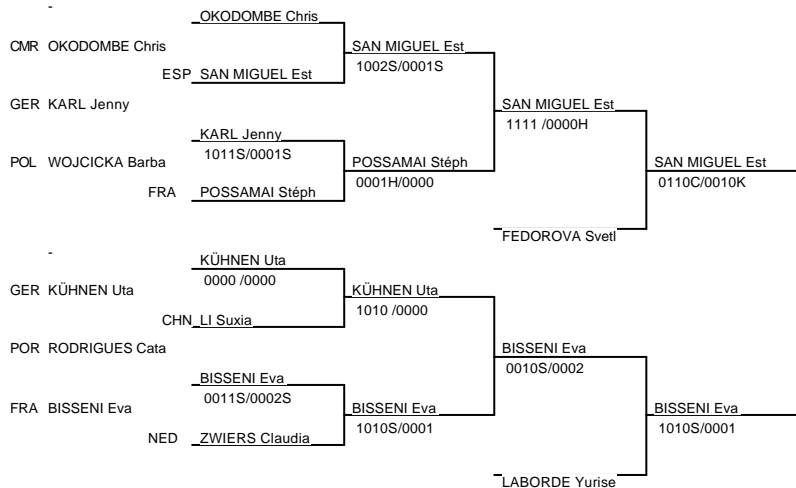 -
OKODOMBE Chris
CMR OKODOMBE Chris
SAN MIGUEL Est
1002S/0001S
ESP SAN MIGUEL Est
GER KARL Jenny
SAN MIGUEL Est
1111 /0000H
KARL Jenny
1011S/0001S
POL WOJCICKA Barba
POSSAMAI Stéph
0001H/0000
SAN MIGUEL Est
0110C/0010K
FRA POSSAMAI Stéph
FEDOROVA Svetl
-
KÜHNEN Uta
0000 /0000
GER KÜHNEN Uta
KÜHNEN Uta
1010 /0000
CHN LI Suxia
POR RODRIGUES Cata
BISSENI Eva
0010S/0002
BISSENI Eva
0011S/0002S
FRA BISSENI Eva
BISSENI Eva
1010S/0001
BISSENI Eva
1010S/0001
NED ZWIERS Claudia
LABORDE Yurise